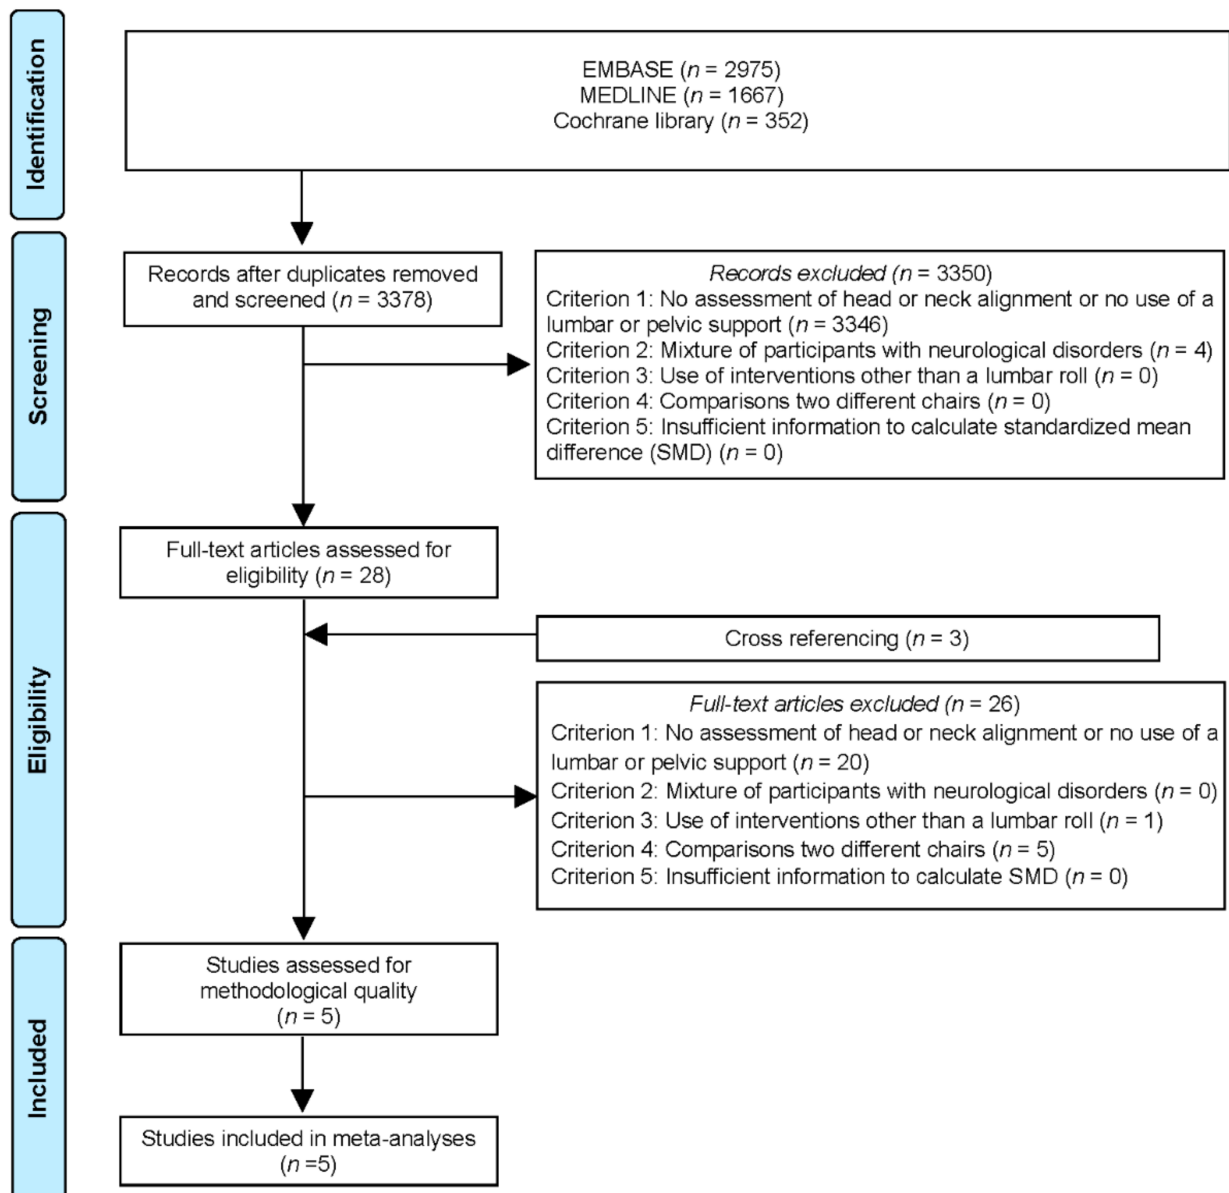 Identification
EMBASE (n = 2975)
MEDLINE (n = 1667)
Cochrane library (n = 352)
Screening
Records after duplicates removed
and screened (n = 3378)
Records excluded (n = 3350)
Criterion 1: No assessment of head or neck alignment or no use of a
lumbar or pelvic support (n = 3346)
Criterion 2: Mixture of participants with neurological disorders (n = 4)
Criterion 3: Use of interventions other than a lumbar roll (n = 0)
Criterion 4: Comparisons two different chairs (n = 0)
Criterion 5: Insufficient information to calculate standardized mean
difference (SMD) (n = 0)
Eligibility
Full-text articles assessed for
eligibility (n = 28)
Cross referencing (n = 3)
Full-text articles excluded (n = 26)
Criterion 1: No assessment of head or neck alignment or no use of a
lumbar or pelvic support (n = 20)
Criterion 2: Mixture of participants with neurological disorders (n = 0)
Criterion 3: Use of interventions other than a lumbar roll (n = 1)
Criterion 4: Comparisons two different chairs (n = 5)
Criterion 5: Insufficient information to calculate SMD (n = 0)
Included
Studies assessed for
methodological quality
(n = 5)
Studies included in meta-analyses
(n =5)